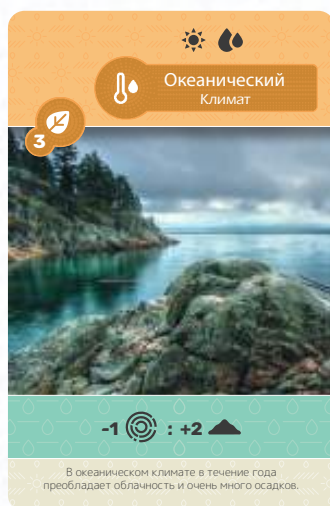 Океанический
Климат
3
-1 : +2
В океаническом климате в течение года
преобладает облачность и очень много осадков.